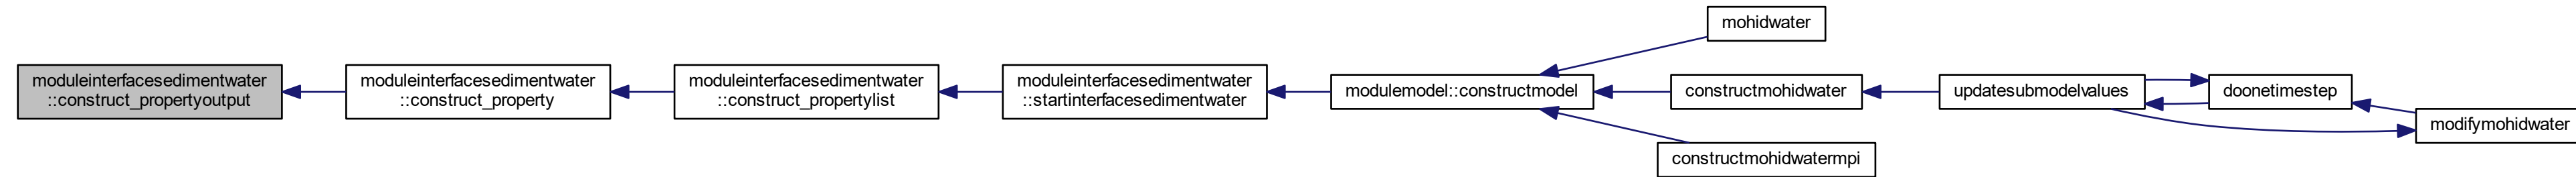 moduleinterfacesedimentwater
::construct_propertyoutput
moduleinterfacesedimentwater
::construct_property
moduleinterfacesedimentwater
::construct_propertylist
moduleinterfacesedimentwater
::startinterfacesedimentwater
modulemodel::constructmodel
mohidwater
constructmohidwater
constructmohidwatermpi
updatesubmodelvalues
doonetimestep
modifymohidwater